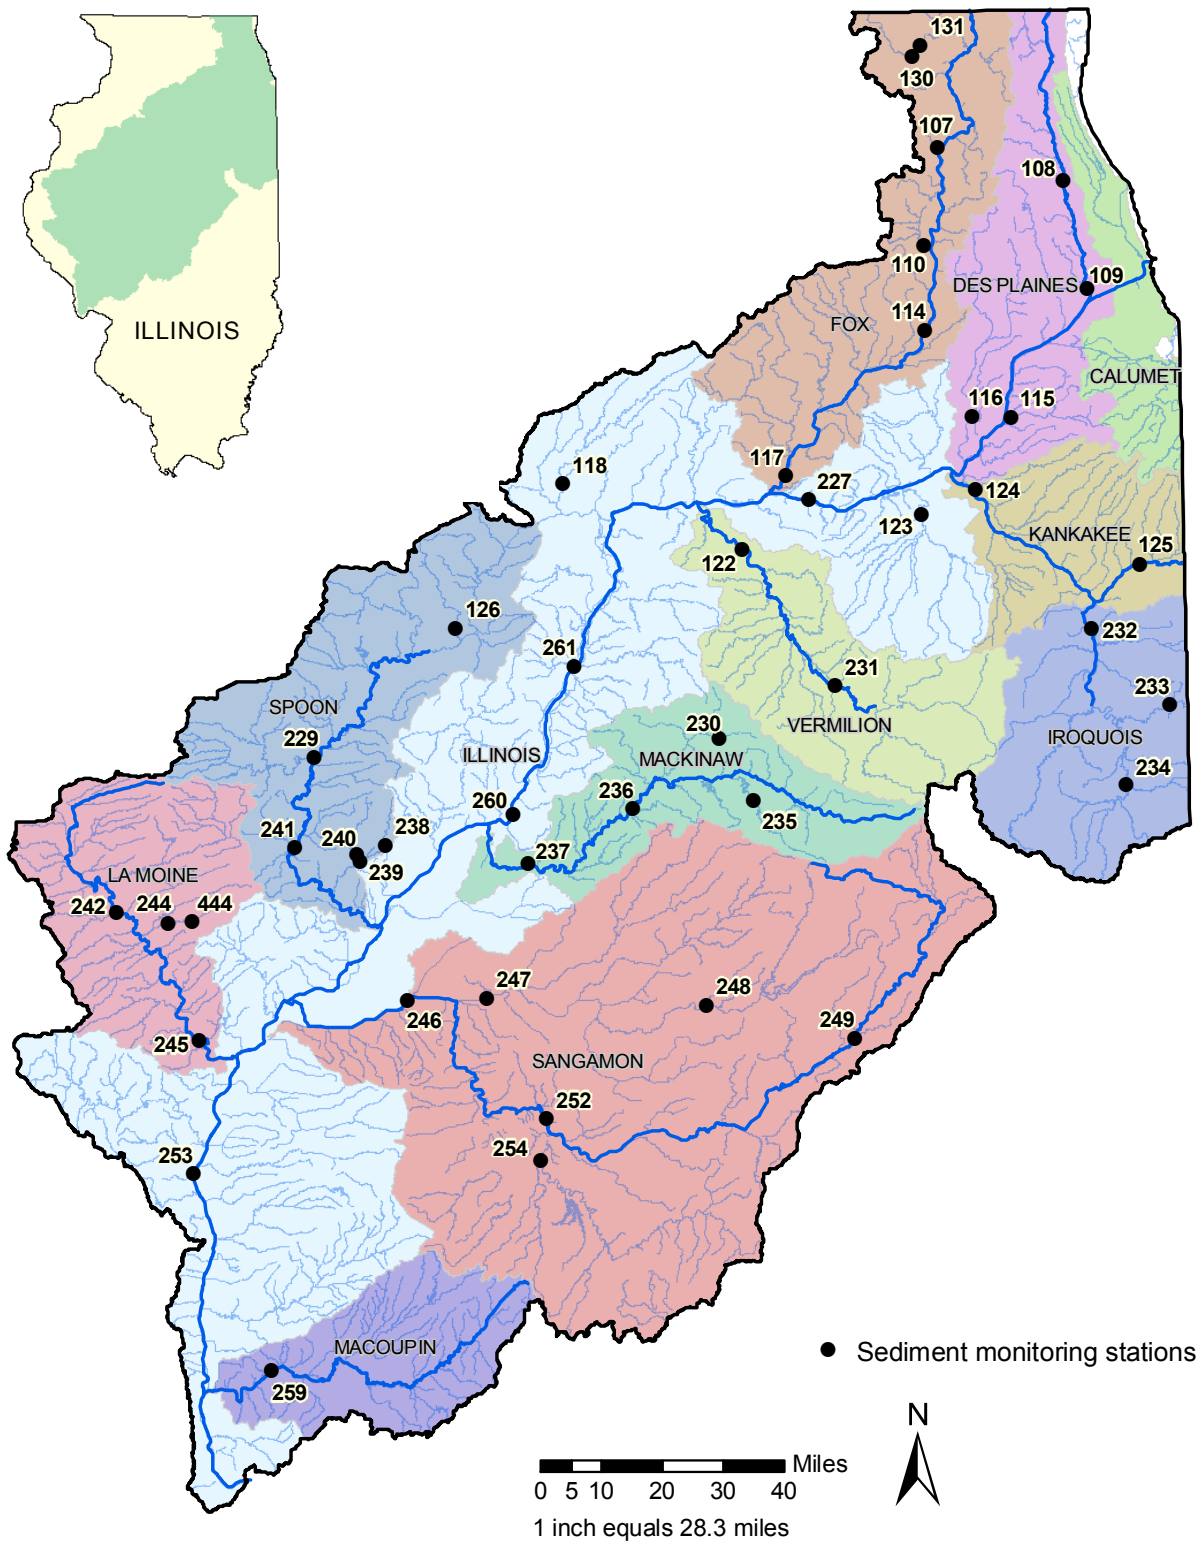 131
130
107
108
110
109
DES PLAINES
114
FOX
ILLINOIS
CALUMET
116
115
117
118
227
124
123
KANKAKEE
125
122
126
232
261
231
233
SPOON
230
VERMILION
229
ILLINOIS
MACKINAW
IROQUOIS
234
236
260
235
241
240
238
239
237
LA MOINE
242
244
444
247
248
246
249
245
SANGAMON
252
254
253
MACOUPIN
259
Sediment monitoring stations
N
Miles
0 5 10 20 30 40
1 inch equals 28.3 miles